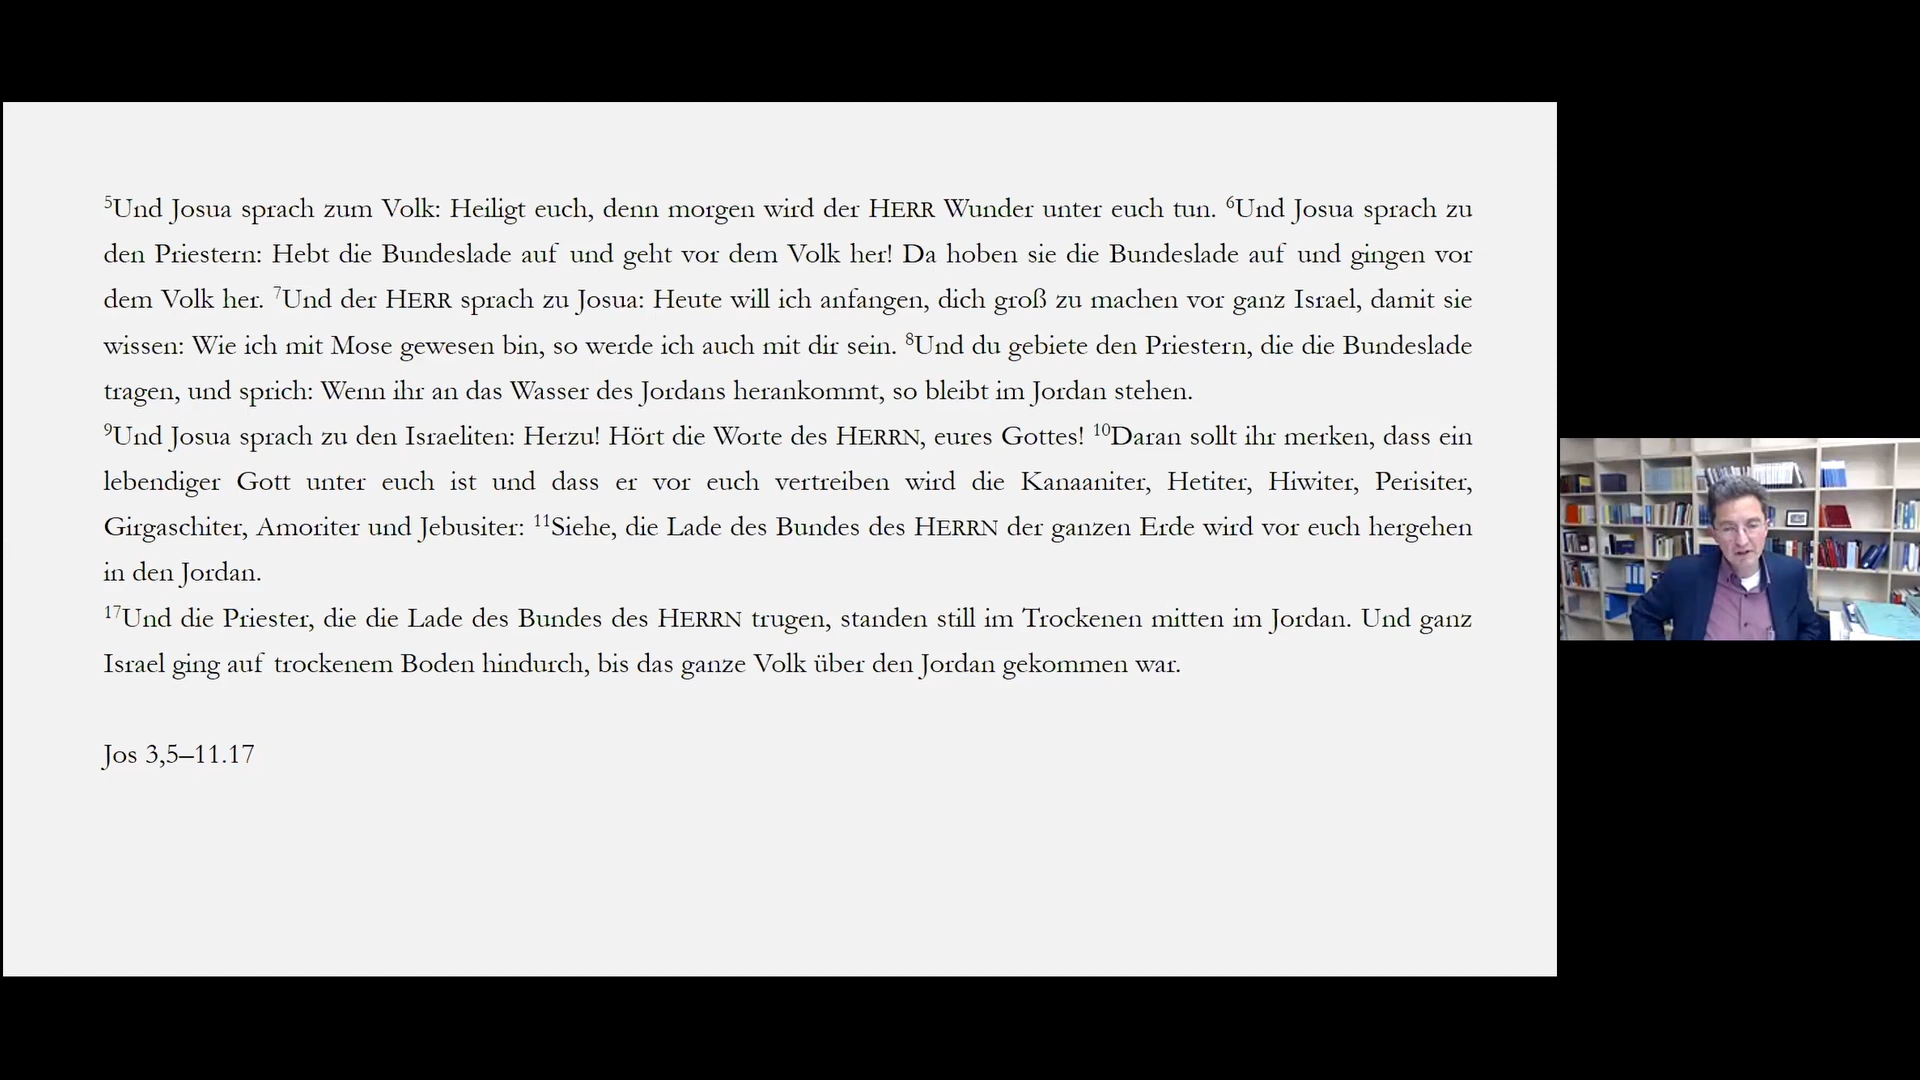 ⁵Und Josua sprach zum Volk: Heiligt euch, denn morgen wird der HERR Wunder unter euch tun. ⁶Und Josua sprach zu
den Priestern: Hebt die Bundeslade auf und geht vor dem Volk her! Da hoben sie die Bundeslade auf und gingen vor
dem Volk her. ⁷Und der HERR sprach zu Josua: Heute will ich anfangen, dich groß zu machen vor ganz Israel, damit sie
wissen: Wie ich mit Mose gewesen bin, so werde ich auch mit dir sein. ⁸Und du gebiete den Priestern, die die Bundeslade
tragen, und sprich: Wenn ihr an das Wasser des Jordans herankommt, so bleibt im Jordan stehen.
⁹Und Josua sprach zu den Israeliten: Herzu! Hört die Worte des HERRN, eures Gottes! ¹⁰Daran sollt ihr merken, dass ein
lebendiger Gott unter euch ist und dass er vor euch vertreiben wird die Kanaaniter, Hetiter, Hiwiter, Perisiter,
Girgaschiter, Amoriter und Jebusiter: ¹¹Siehe, die Lade des Bundes des HERRN der ganzen Erde wird vor euch hergehen
in den Jordan.
¹⁷Und die Priester, die die Lade des Bundes des HERRN trugen, standen still im Trockenen mitten im Jordan. Und ganz
Israel ging auf trockenem Boden hindurch, bis das ganze Volk über den Jordan gekommen war.
Jos 3,5–11.17